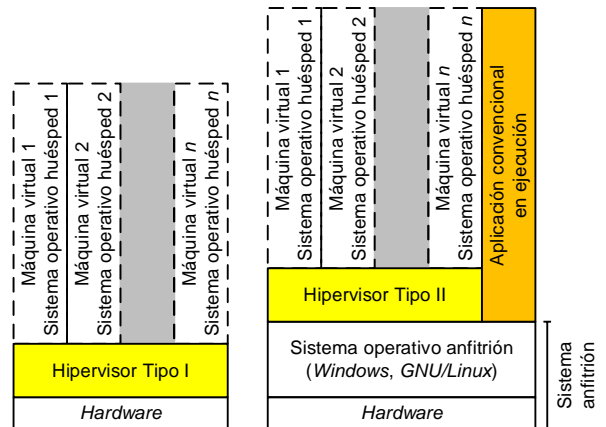 Máquina virtual 1
Sistema operativo huésped 1
Máquina virtual 2
Sistema operativo huésped 2
Máquina virtual n
Sistema operativo huésped n
Hipervisor Tipo I
Hardware
Máquina virtual 1
Sistema operativo huésped 1
Máquina virtual 2
Sistema operativo huésped 2
Máquina virtual n
Sistema operativo huésped n
Aplicación convencional
en ejecución
Hipervisor Tipo II
Sistema operativo anfitrión
(Windows, GNU/Linux)
Hardware
Sistema
anfitrión